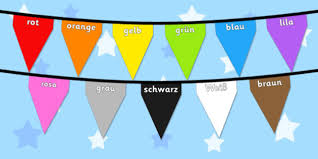 rot orange gelb grün blau lila
rosa grau schwarz Weiß braun